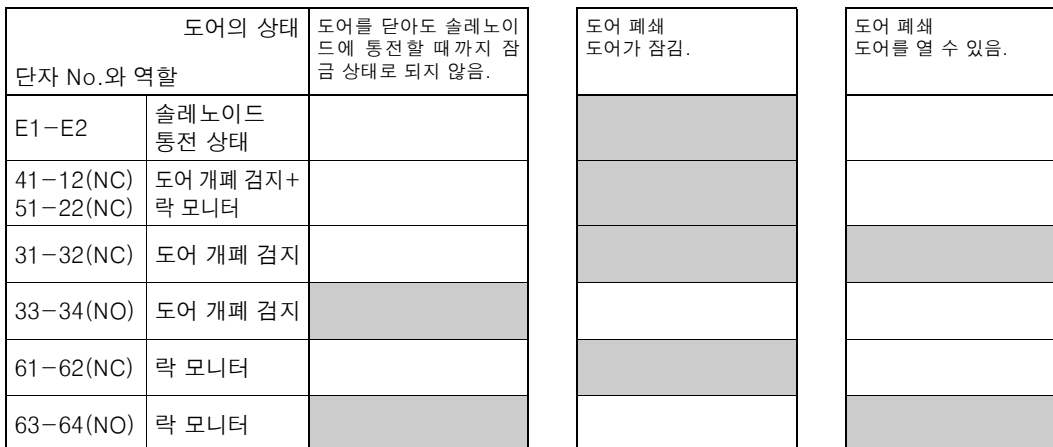 도어의 상태
단자 No.와 역할
도어를 닫아도 솔레노이
드에 통전할 때까지 잠
금 상태로 되지 않음.
도어 폐쇄
도어가 잠김.
도어 폐쇄
도어를 열 수 있음.
E1-E2
솔레노이드
통전 상태
41-12(NC)
51-22(NC)
도어 개폐 검지+
락 모니터
31-32(NC)
도어 개폐 검지
33-34(NO)
도어 개폐 검지
61-62(NC)
락 모니터
63-64(NO)
락 모니터